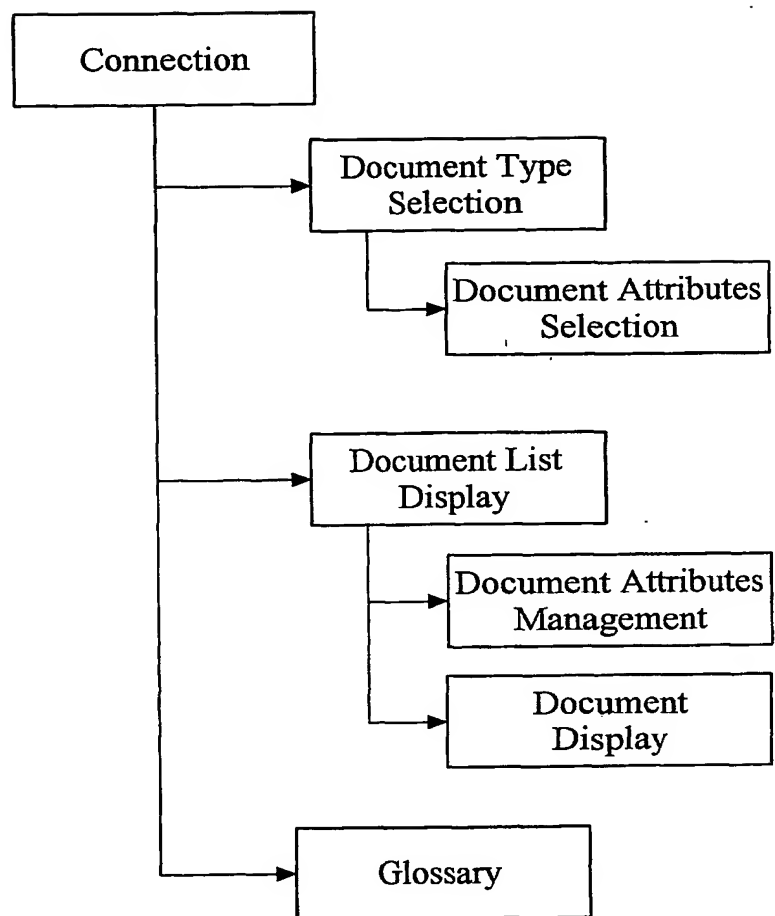 Connection
Document Type
Selection
Document Attributes
Selection
Document List
Display
Document Attributes
Management
Document
Display
Glossary